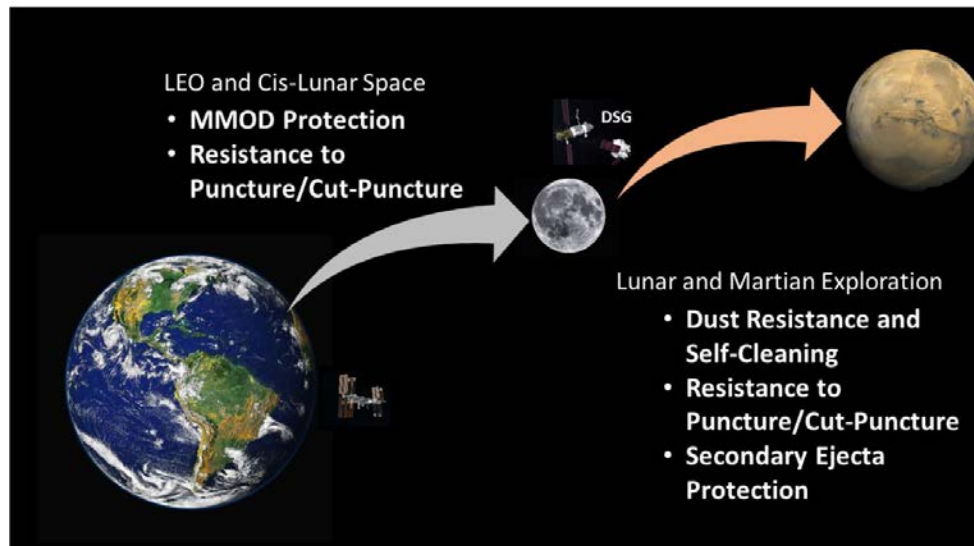 LEO and Cis-Lunar Space
• MMOD Protection
• Resistance to
Puncture/Cut-Puncture
DSG
Lunar and Martian Exploration
• Dust Resistance and
Self-Cleaning
• Resistance to
Puncture/Cut-Puncture
• Secondary Ejecta
Protection